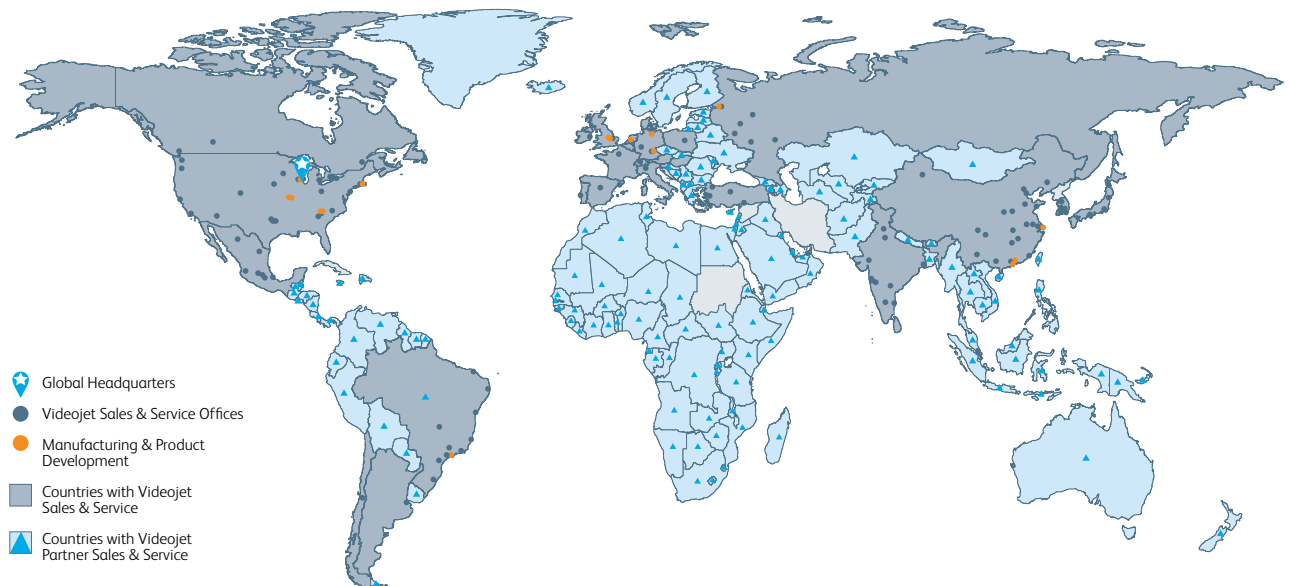 Global Headquarters
Videojet Sales & Service Offices
Manufacturing & Product
Development
Countries with Videojet
Sales & Service
Countries with Videojet
Partner Sales & Service